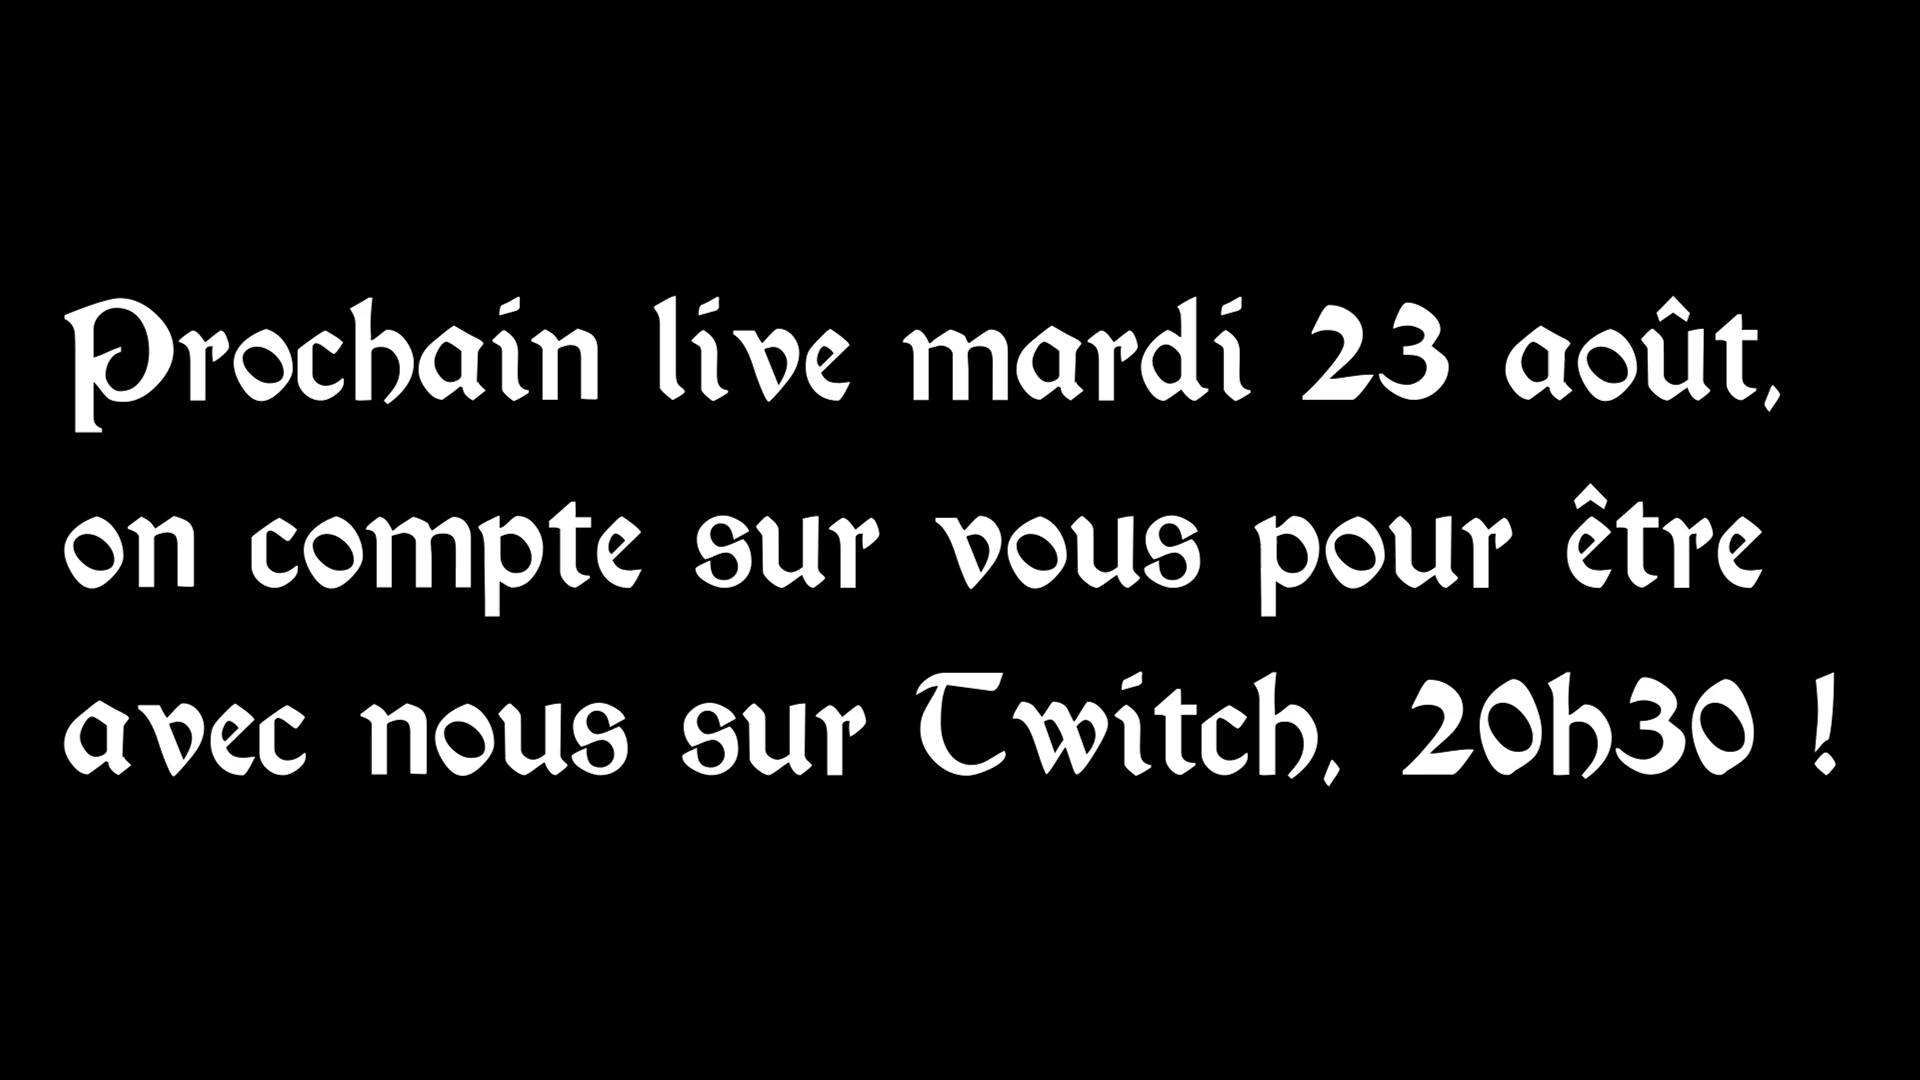 Prochain live mardi 23 août,
on compte sur vous pour être
avec nous sur Twitch, 20h30 !